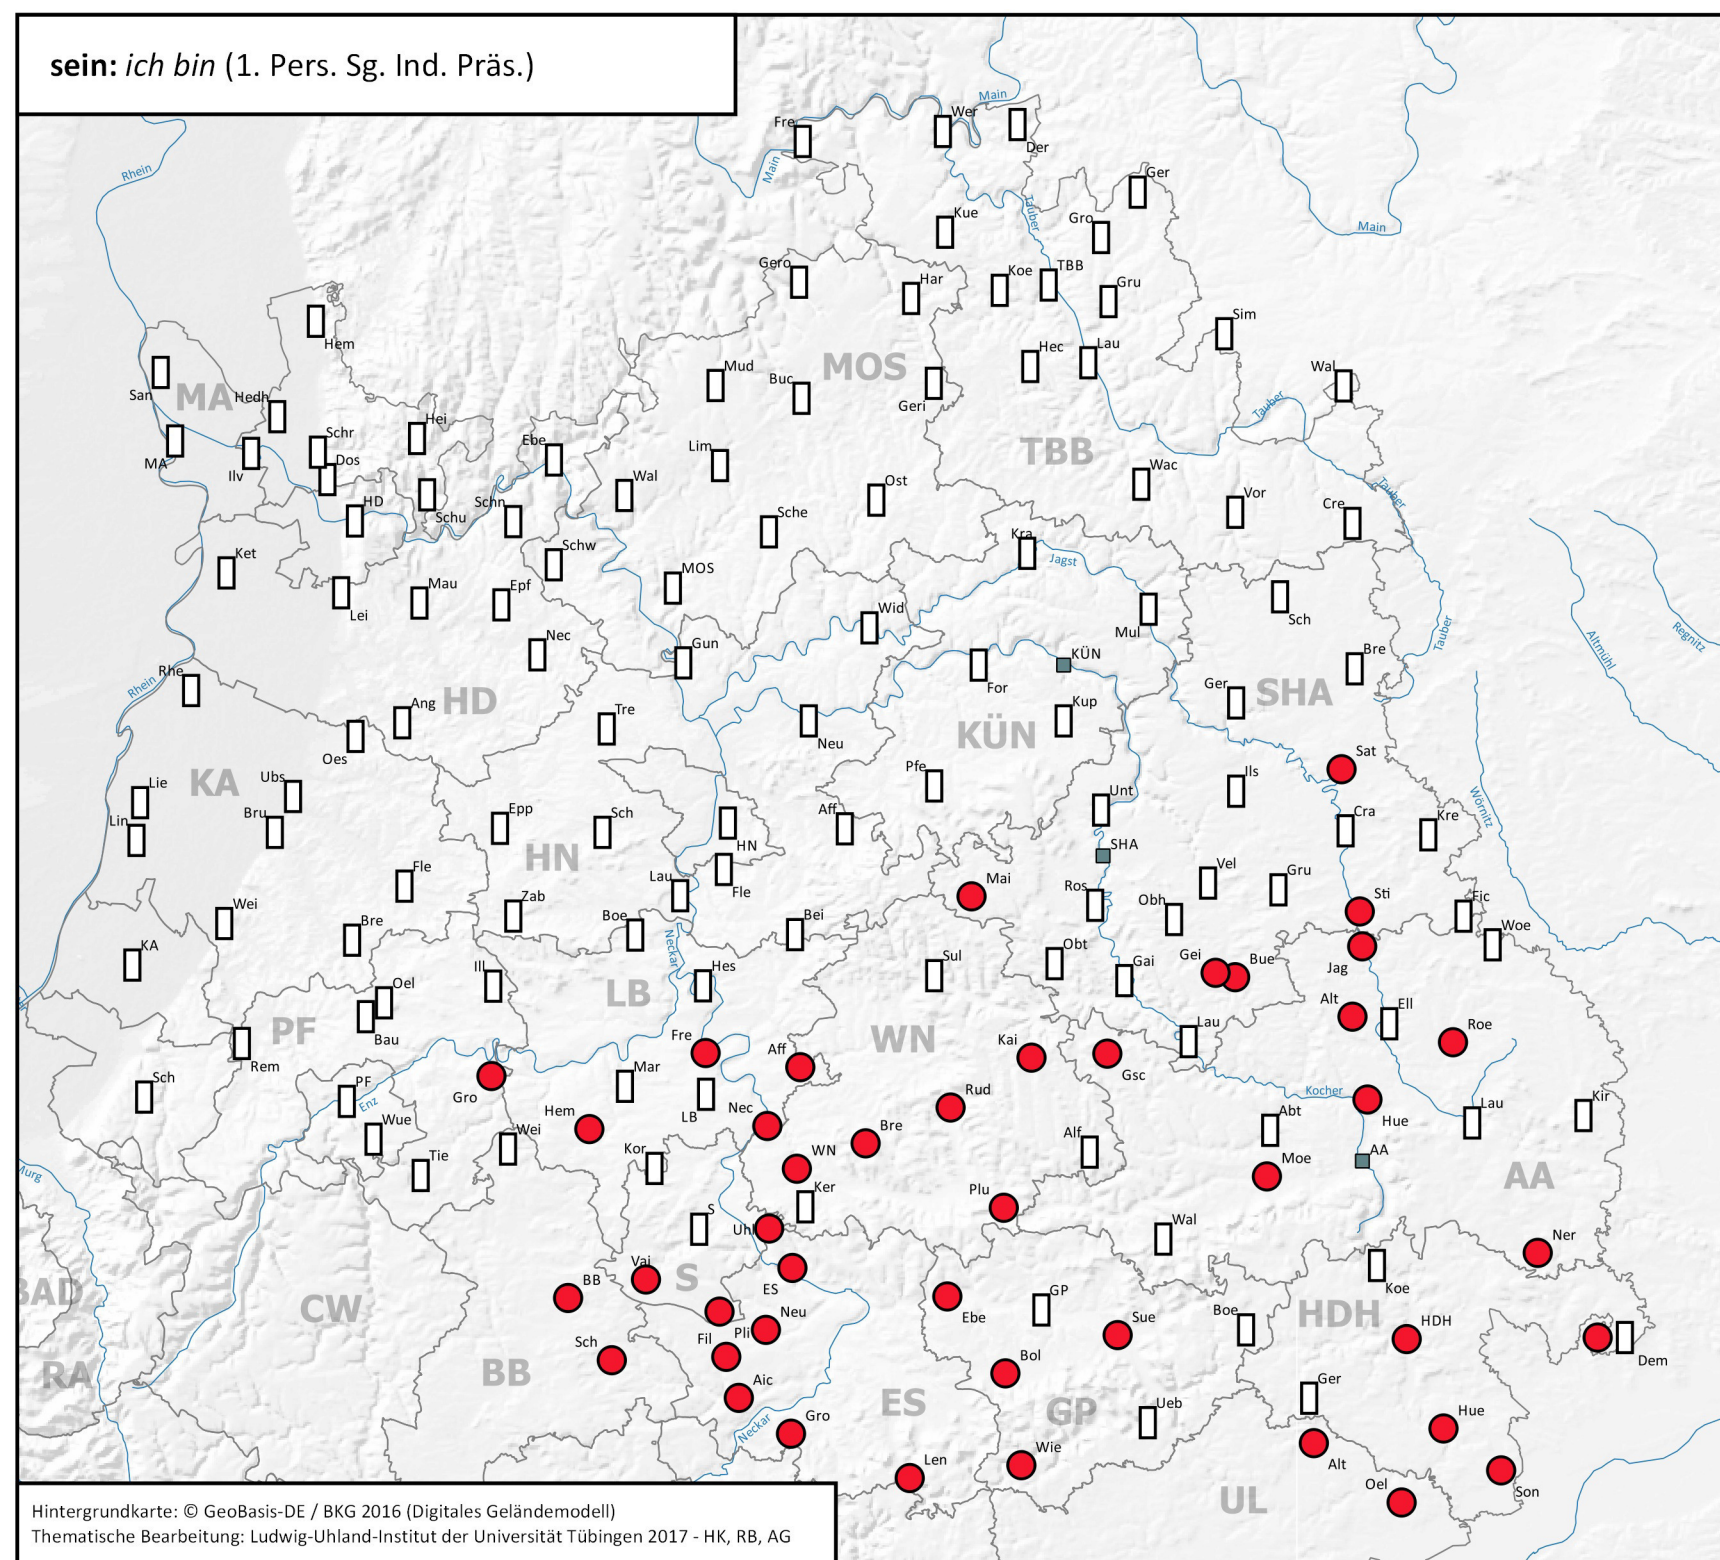 sein: ich bin (1. Pers. Sg. Ind. Präs.)
Main
Wer
Fre
Der
Main
Rhein
Ger
Tauber
Kue
Gro
Main
Gero
Har
Koe
TBB
Gru
Sim
Hem
Hec
Lau
Mud
MOS
Wal
Buc
San
MA
Hedh
Geri
Tauber
Hei
Schr
Ebe
TBB
MA
Dos
Lim
Wac
Ilv
Wal
Ost
Tauber
Vor
HD
Schn
Cre
Schu
Sche
Kra
Ket
Schw
Jagst
MOS
Mau
Epf
Wid
Sch
Lei
Mul
Tauber
Altmühl
Regnitz
Nec
Gun
KÜN
Bre
Rhe
Rhein
HD
For
Ger
SHA
Ang
Tre
Kup
KÜN
Neu
Sat
Oes
Pfe
Ils
KA
Lie
Ubs
Unt
Wörnitz
Lin
Bru
Epp
Sch
Aff
Cra
Kre
HN
HN
SHA
Fle
Vel
Gru
Lau
Fle
Mai
Ros
Zab
Obh
Sti
Fic
Wei
Bre
Boe
Bei
Woe
KA
Neckar
Sul
Obt
Gai
Gei
Bue
Jag
Ill
Hes
Oel
LB
Alt
Ell
PF
Bau
Fre
WN
Lau
Roe
Rem
Aff
Kai
Gsc
Sch
PF
Enz
Gro
Mar
Rud
Kocher
Hem
LB
Nec
Abt
Hue
Lau
Kir
Wue
Bre
Alf
Wei
Kor
WN
AA
Tie
Moe
AA
Murg
Ker
Plu
S
Uhl
Wal
Ner
Vai
BB
S
ES
Koe
BAD
CW
Neu
Ebe
GP
Sue
Boe
HDH
HDH
Sch
Fil
Pli
Bol
Dem
RA
BB
Aic
Ger
ES
GP
Ueb
Gro
Hue
Neckar
Wie
Alt
Len
Oel
Son
UL
Hintergrundkarte: © GeoBasis-DE / BKG 2016 (Digitales Geländemodell)
Thematische Bearbeitung: Ludwig-Uhland-Institut der Universität Tübingen 2017 - HK, RB, AG